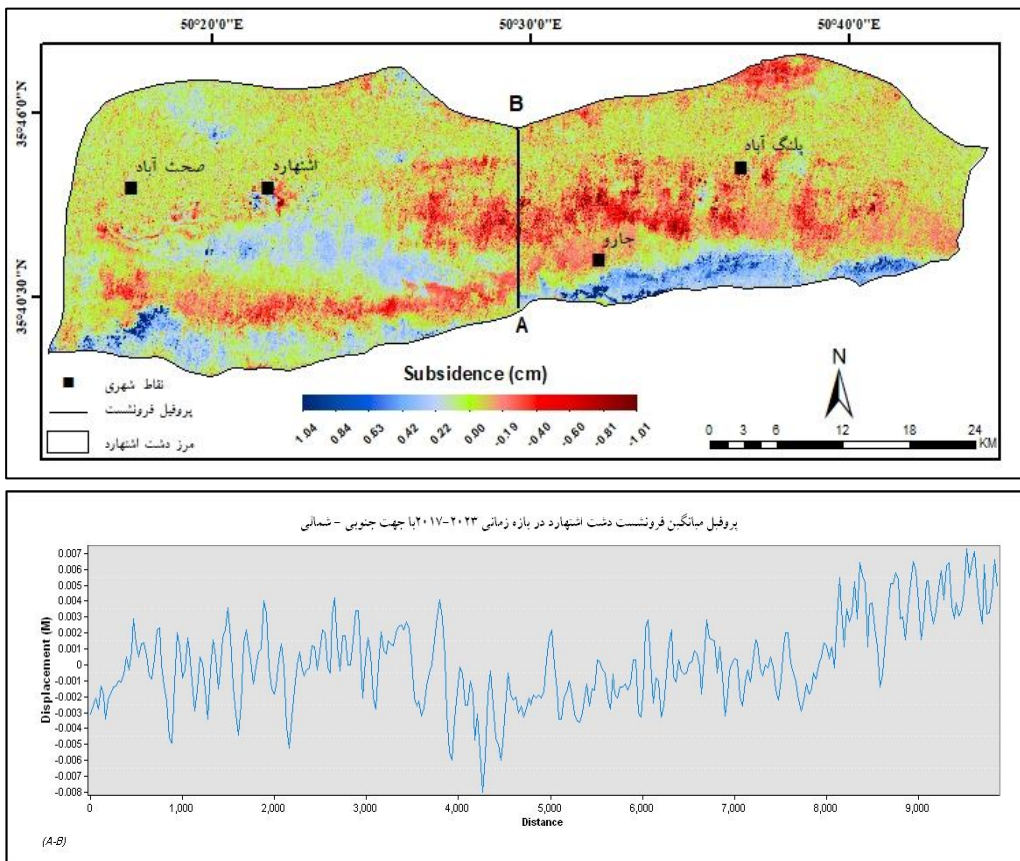 50°20'0"E 50°30'0"E 50°40'0"E
35°46'0"N
35°40'30"N
B
A
صحت آباد
اشتهارد
پلنگ آباد
جارو
نقاط شهری
پروفیل فرونشست
مرز دشت اشتهارد
Subsidence (cm)
1.04 0.84 0.63 0.42 0.22 0.00 -0.19 -0.40 -0.60 -0.81 -1.01
N
0 3 6 12 18 24
KM
پروفیل میانگین فرونشست دشت اشتهارد در بازه زمانی ۲۰۲۳-۲۰۱۷با جهت جنوبی - شمالی
Displacement (M)
0.007
0.006
0.005
0.004
0.002
0.001
0
-0.001
-0.002
-0.003
-0.005
-0.006
-0.007
-0.008
0 1,000 2,000 3,000 4,000 5,000 6,000 7,000 8,000 9,000
Distance
(A-B)